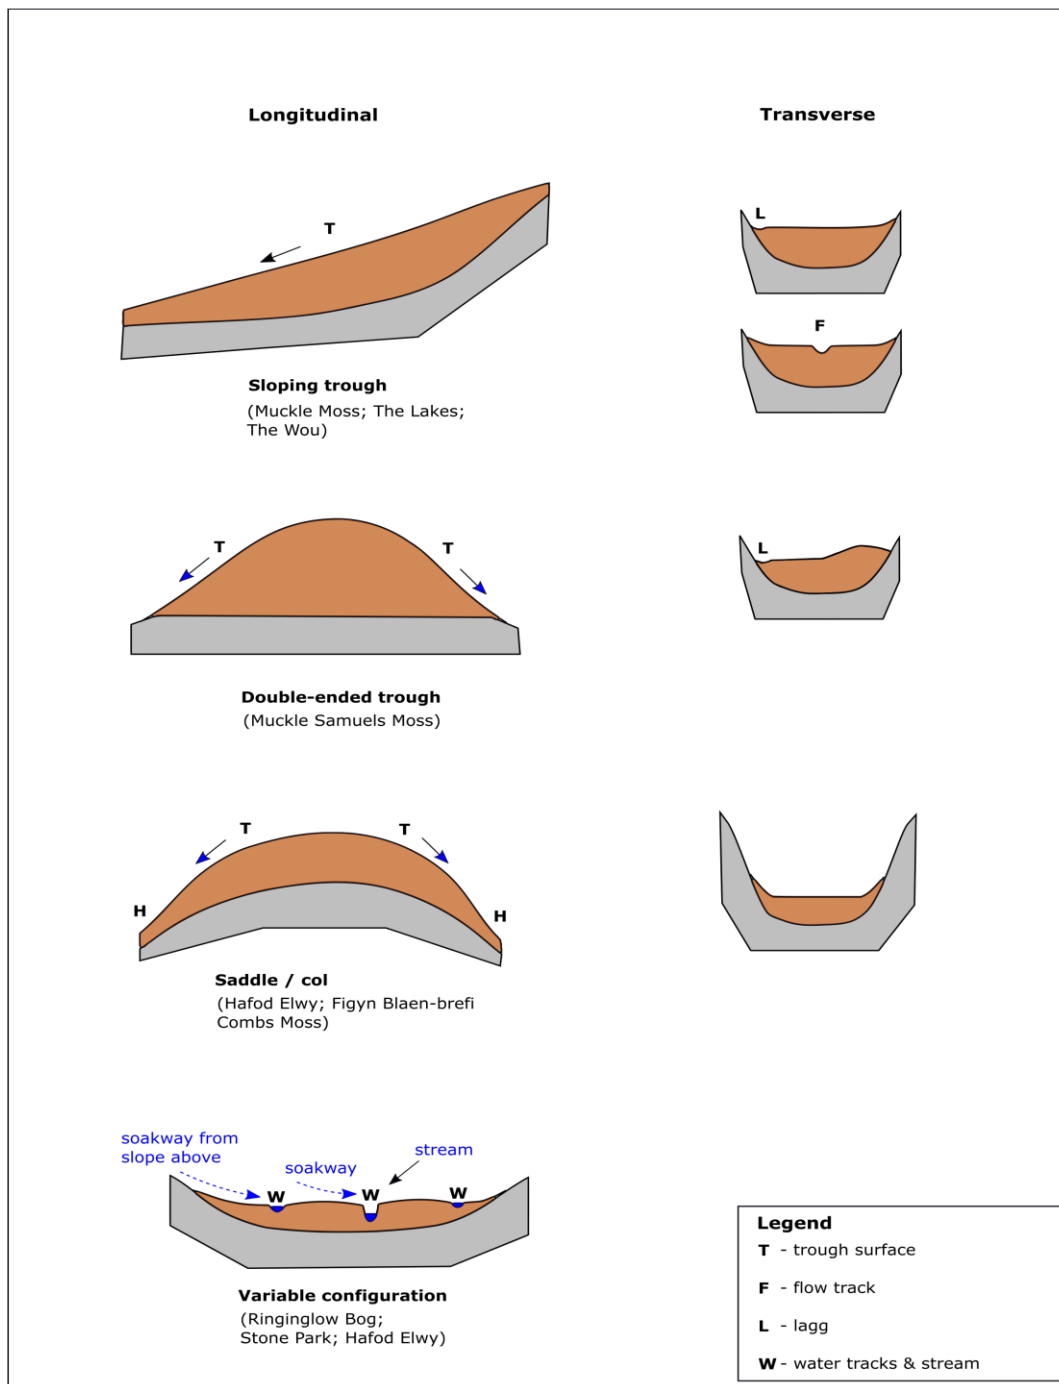 Longitudinal
Transverse
T
L
F
Sloping trough
(Muckle Moss; The Lakes;
The Wou)
T
T
L
Double-ended trough
(Muckle Samuels Moss)
T
T
H
H
Saddle / col
(Hafod Elwy; Figyn Blaen-brefi
Combs Moss)
soakway from
slope above
soakway
stream
W
W
W
Variable configuration
(Ringinglow Bog;
Stone Park; Hafod Elwy)
Legend
T - trough surface
F - flow track
L - lagg
W - water tracks & stream